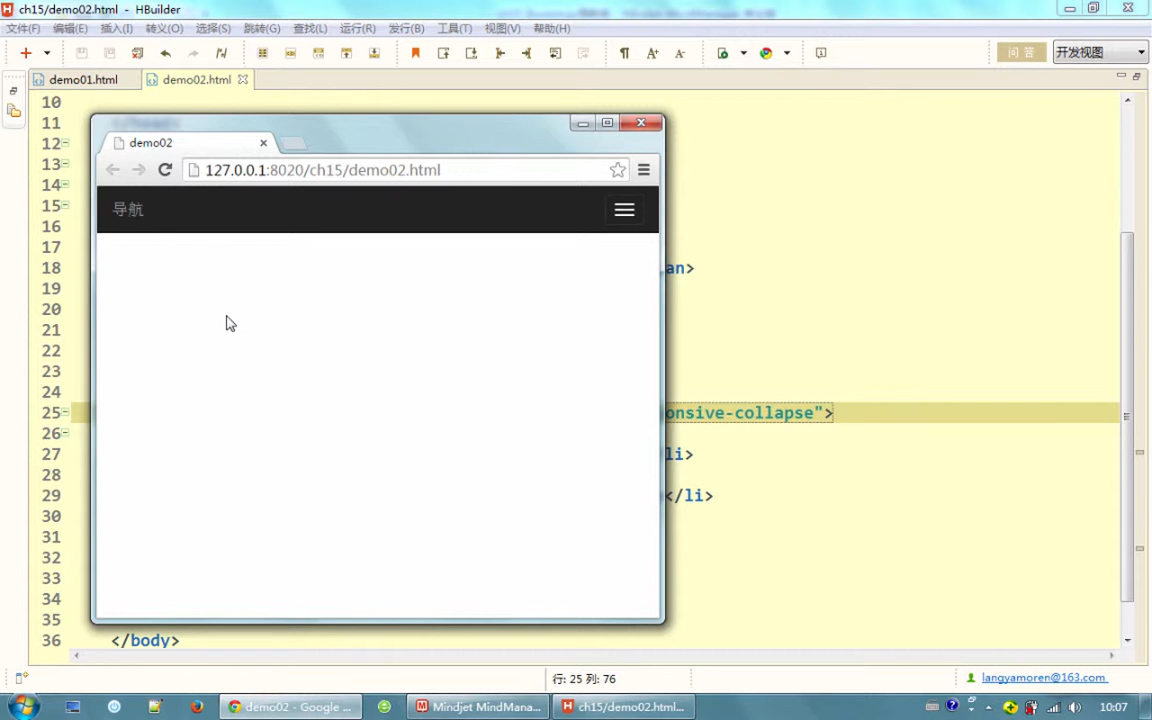 ch15/demo02.html - HBuilder
文件(F) 编辑(E) 插入(I) 转义(O) 选择(S) 跳转(G) 查找(L) 运行(R) 发行(B) 工具(T) 视图(V) 帮助(H)
问 答 开发视图
demo01.html demo02.html
10
11
12
13
14
15
16
17
18 an>
19
20
21
22
23
24
25 onsive-collapse">
26
27 li>
28
29 </li>
30
31
32
33
34
35
36 </body>
demo02
127.0.0.1:8020/ch15/demo02.html
导航
行: 25 列: 76
langyamoren@163.com
demo02 - Google ... Mindjet MindMana... ch15/demo02.html... 10:07